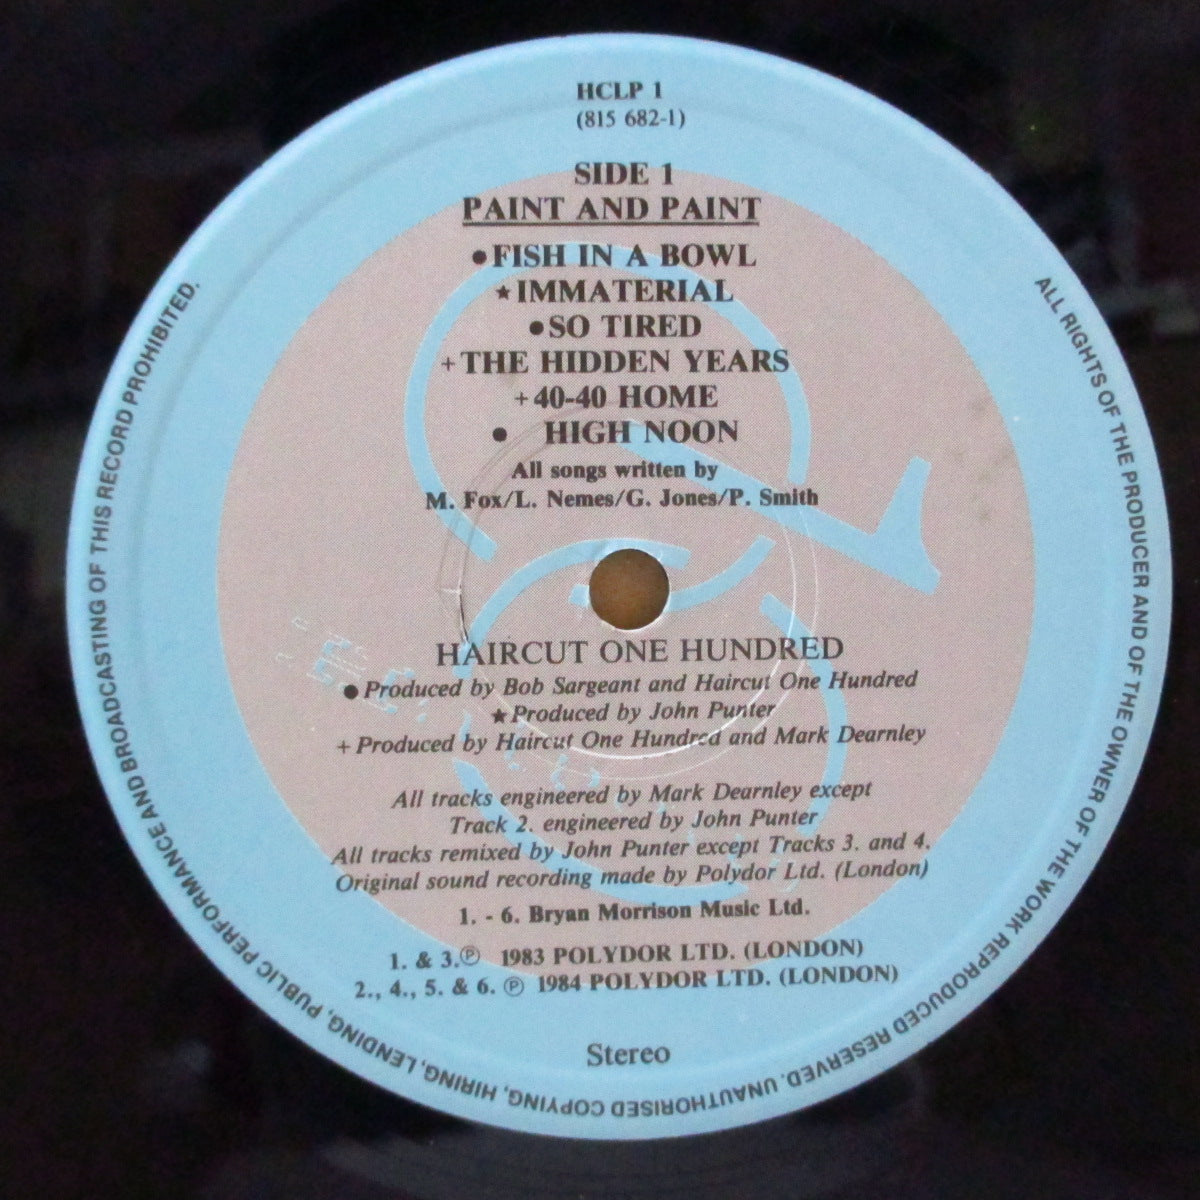 HCLP 1
(815 682-1)
SIDE 1
PAINT AND PAINT
●FISH IN A BOWL
★IMMATERIAL
●SO TIRED
+THE HIDDEN YEARS
+40-40 HOME
● HIGH NOON
All songs written by
M. Fox/L. Nemes/G. Jones/P. Smith
HAIRCUT ONE HUNDRED
●Produced by Bob Sargeant and Haircut One Hundred
★Produced by John Punter
+Produced by Haircut One Hundred and Mark Dearnley
All tracks engineered by Mark Dearnley except
Track 2. engineered by John Punter
All tracks remixed by John Punter except Tracks 3. and 4.
Original sound recording made by Polydor Ltd. (London)
1. - 6. Bryan Morrison Music Ltd.
1. & 3.℗ 1983 POLYDOR LTD. (LONDON)
2., 4., 5. & 6. ℗ 1984 POLYDOR LTD. (LONDON)
Stereo
ALL RIGHTS OF THE PRODUCER AND OF THE OWNER OF THE WORK REPRODUCED RESERVED. UNAUTHORISED COPYING, HIRING, LENDING, PUBLIC PERFORMANCE AND BROADCASTING OF THIS RECORD PROHIBITED.